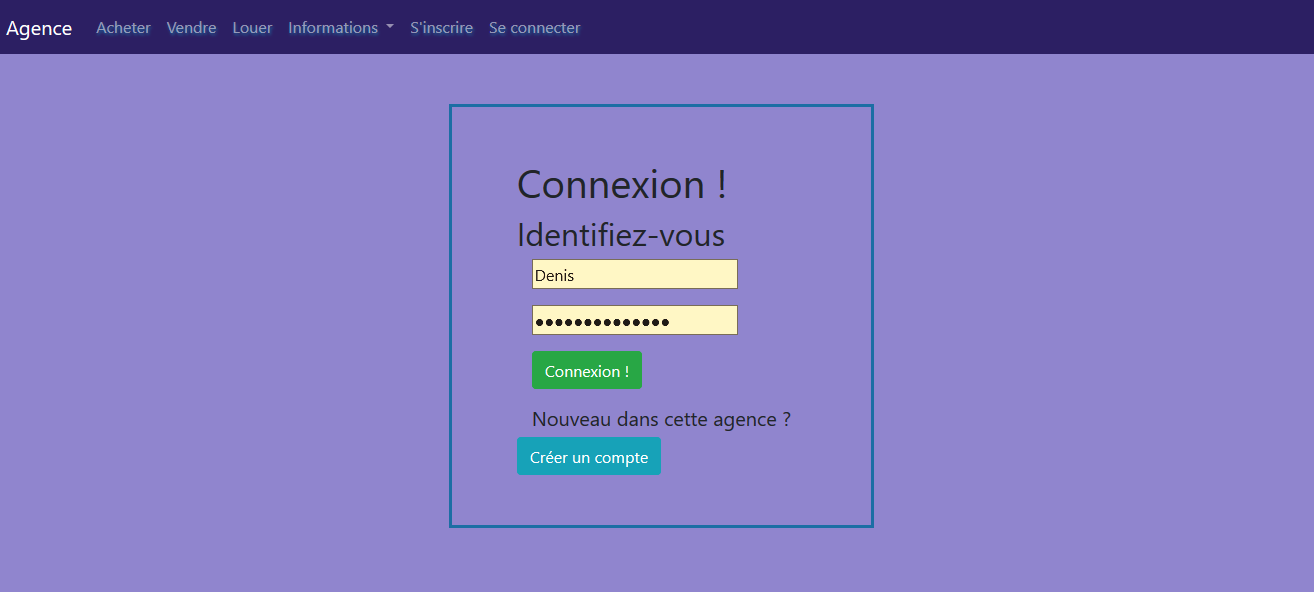 Agence Acheter Vendre Louer Informations S'inscrire Se connecter
Connexion !
Identifiez-vous
Denis
••••••••••••••
Connexion !
Nouveau dans cette agence ?
Créer un compte